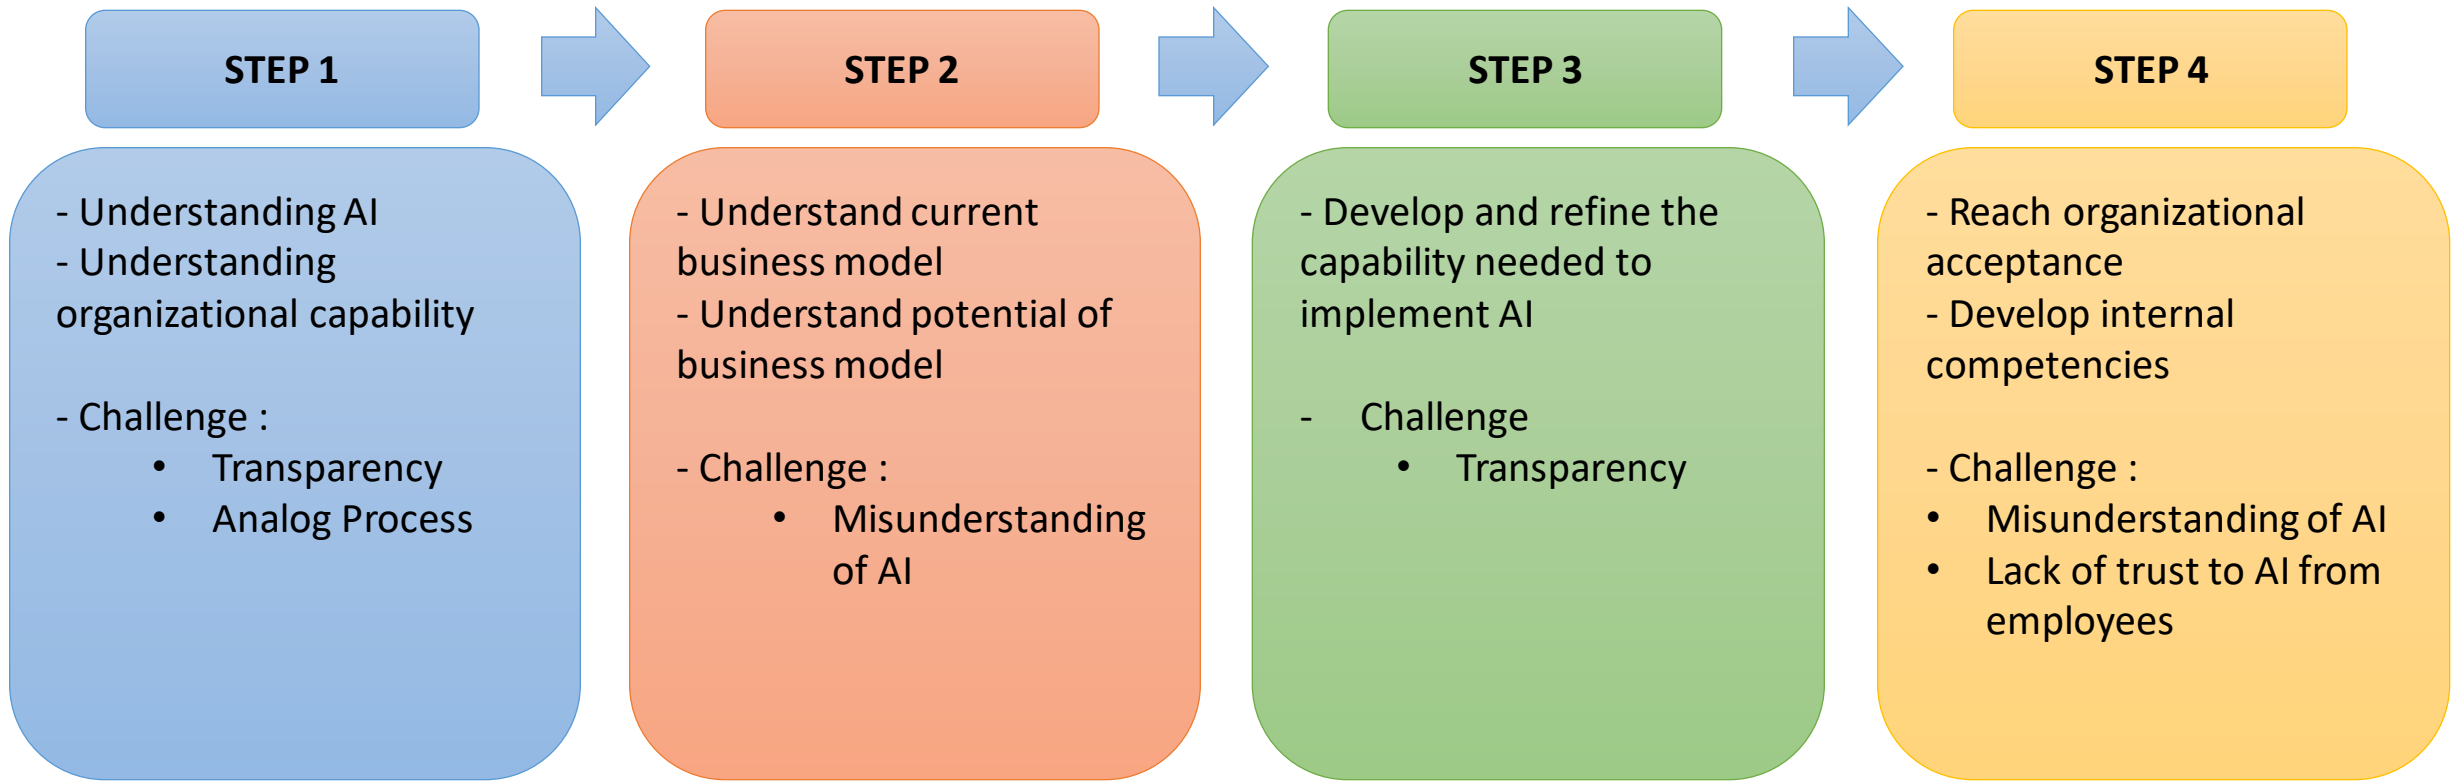 STEP 1
- Understanding AI
- Understanding
organizational capability
- Challenge :
• Transparency
• Analog Process
STEP 2
- Understand current
business model
- Understand potential of
business model
- Challenge :
• Misunderstanding
of AI
STEP 3
- Develop and refine the
capability needed to
implement AI
- Challenge
• Transparency
STEP 4
- Reach organizational
acceptance
- Develop internal
competencies
- Challenge :
• Misunderstanding of AI
• Lack of trust to AI from
employees